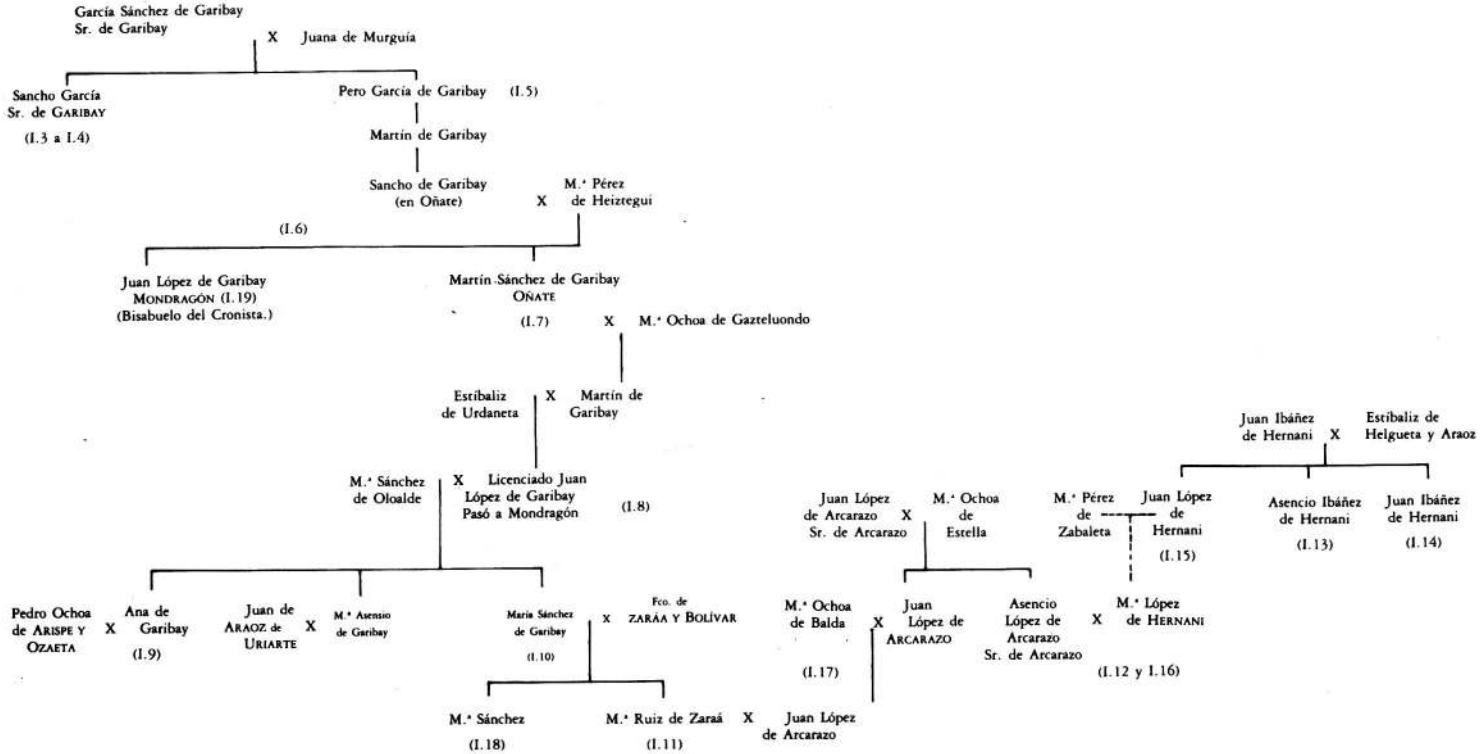 García Sánchez de Garibay
Sr. de Garibay
X Juana de Murguía
Sancho García
Sr. de GARIBAY
(I.3 a I.4)
Pero García de Garibay (I.5)
Martín de Garibay
Sancho de Garibay
(en Oñate)
X
M.ª Pérez
de Heiztegui
(I.6)
Juan López de Garibay
MONDRAGÓN (I.19)
(Bisabuelo del Cronista.)
Martín Sánchez de Garibay
OÑATE
(I.7) X M.ª Ochoa de Gazteluondo
Estíbaliz
de Urdaneta
X
Martín de
Garibay
Juan Ibáñez
de Hernani
X
Estíbaliz de
Helgueta y Araoz
M.ª Sánchez
de Oloalde
X
Licenciado Juan
López de Garibay
Pasó a Mondragón
(I.8)
Juan López
de Arcarazo
Sr. de Arcarazo
X
M.ª Ochoa
de
Estella
M.ª Pérez
de
Zabaleta
Juan López
de
Hernani
(I.15)
Asencio Ibáñez
de Hernani
(I.13)
Juan Ibáñez
de Hernani
(I.14)
Pedro Ochoa
de ARISPE Y
OZAETA
X
Ana de
Garibay
(I.9)
Juan de
ARAOZ de
URIARTE
X
M.ª Asensio
de Garibay
María Sánchez
de Garibay
(I.10)
X
Fco. de
ZARÁA Y BOLÍVAR
M.ª Ochoa
de Balda
(I.17)
X
Juan
López de
ARCARAZO
Asencio
López de
Arcarazo
Sr. de Arcarazo
X
M.ª López
de HERNANI
(I.12 y I.16)
M.ª Sánchez
(I.18)
M.ª Ruiz de Zaraá
(I.11)
X
Juan López
de Arcarazo